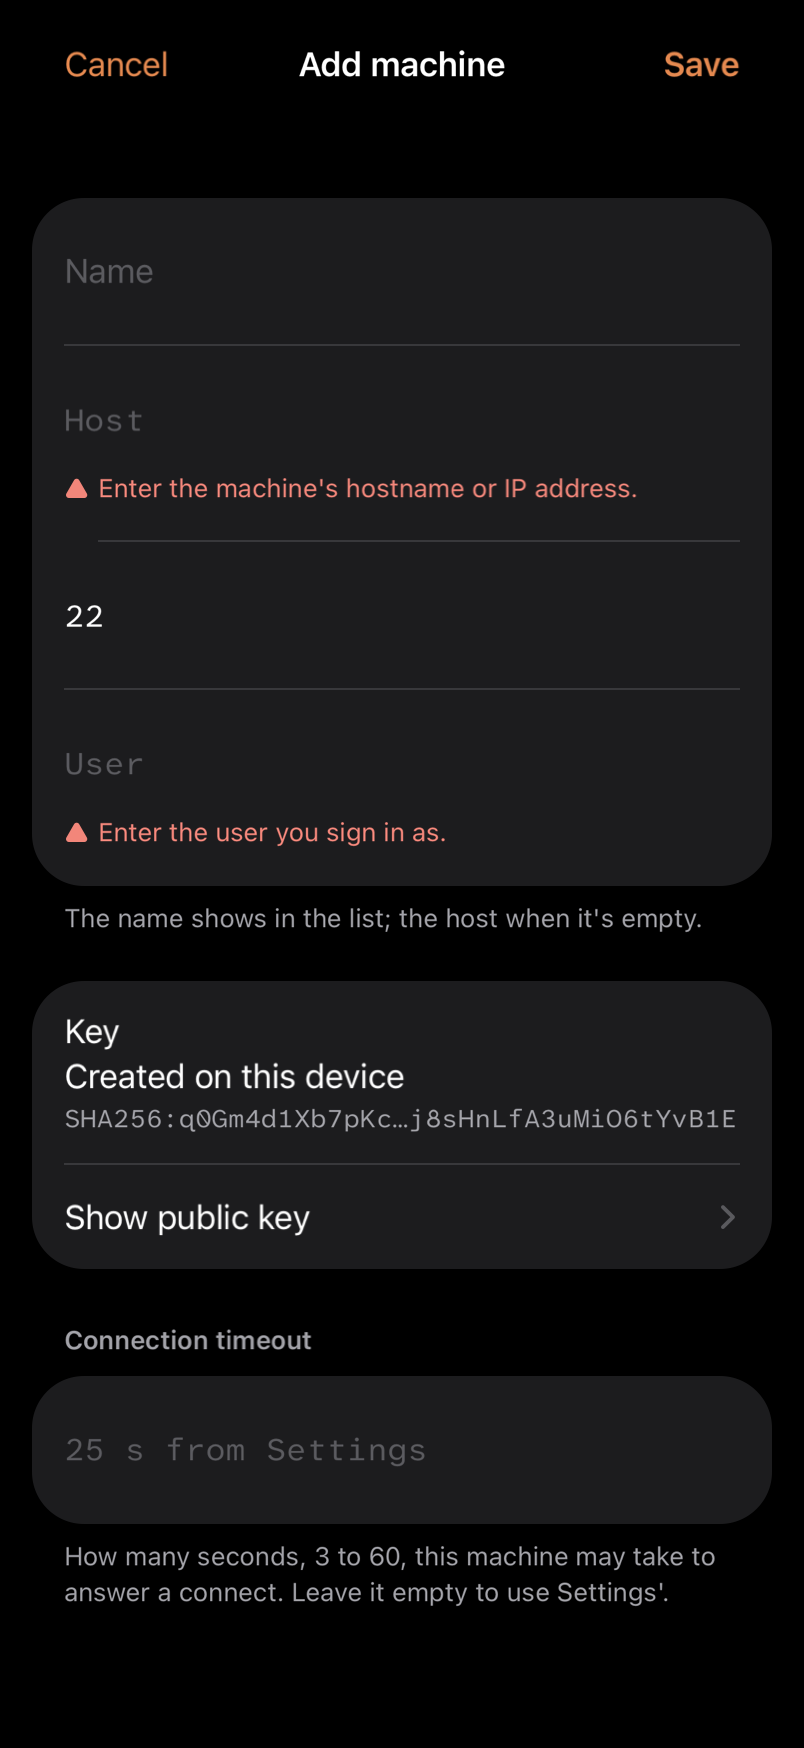 Cancel
Add machine
Save
Name
Host
Enter the machine's hostname or IP address.
22
User
Enter the user you sign in as.
The name shows in the list; the host when it's empty.
Key
Created on this device
SHA256:q0Gm4d1Xb7pKc…j8sHnLfA3uMiO6tYvB1E
Show public key
Connection timeout
25 s from Settings
How many seconds, 3 to 60, this machine may take to
answer a connect. Leave it empty to use Settings'.